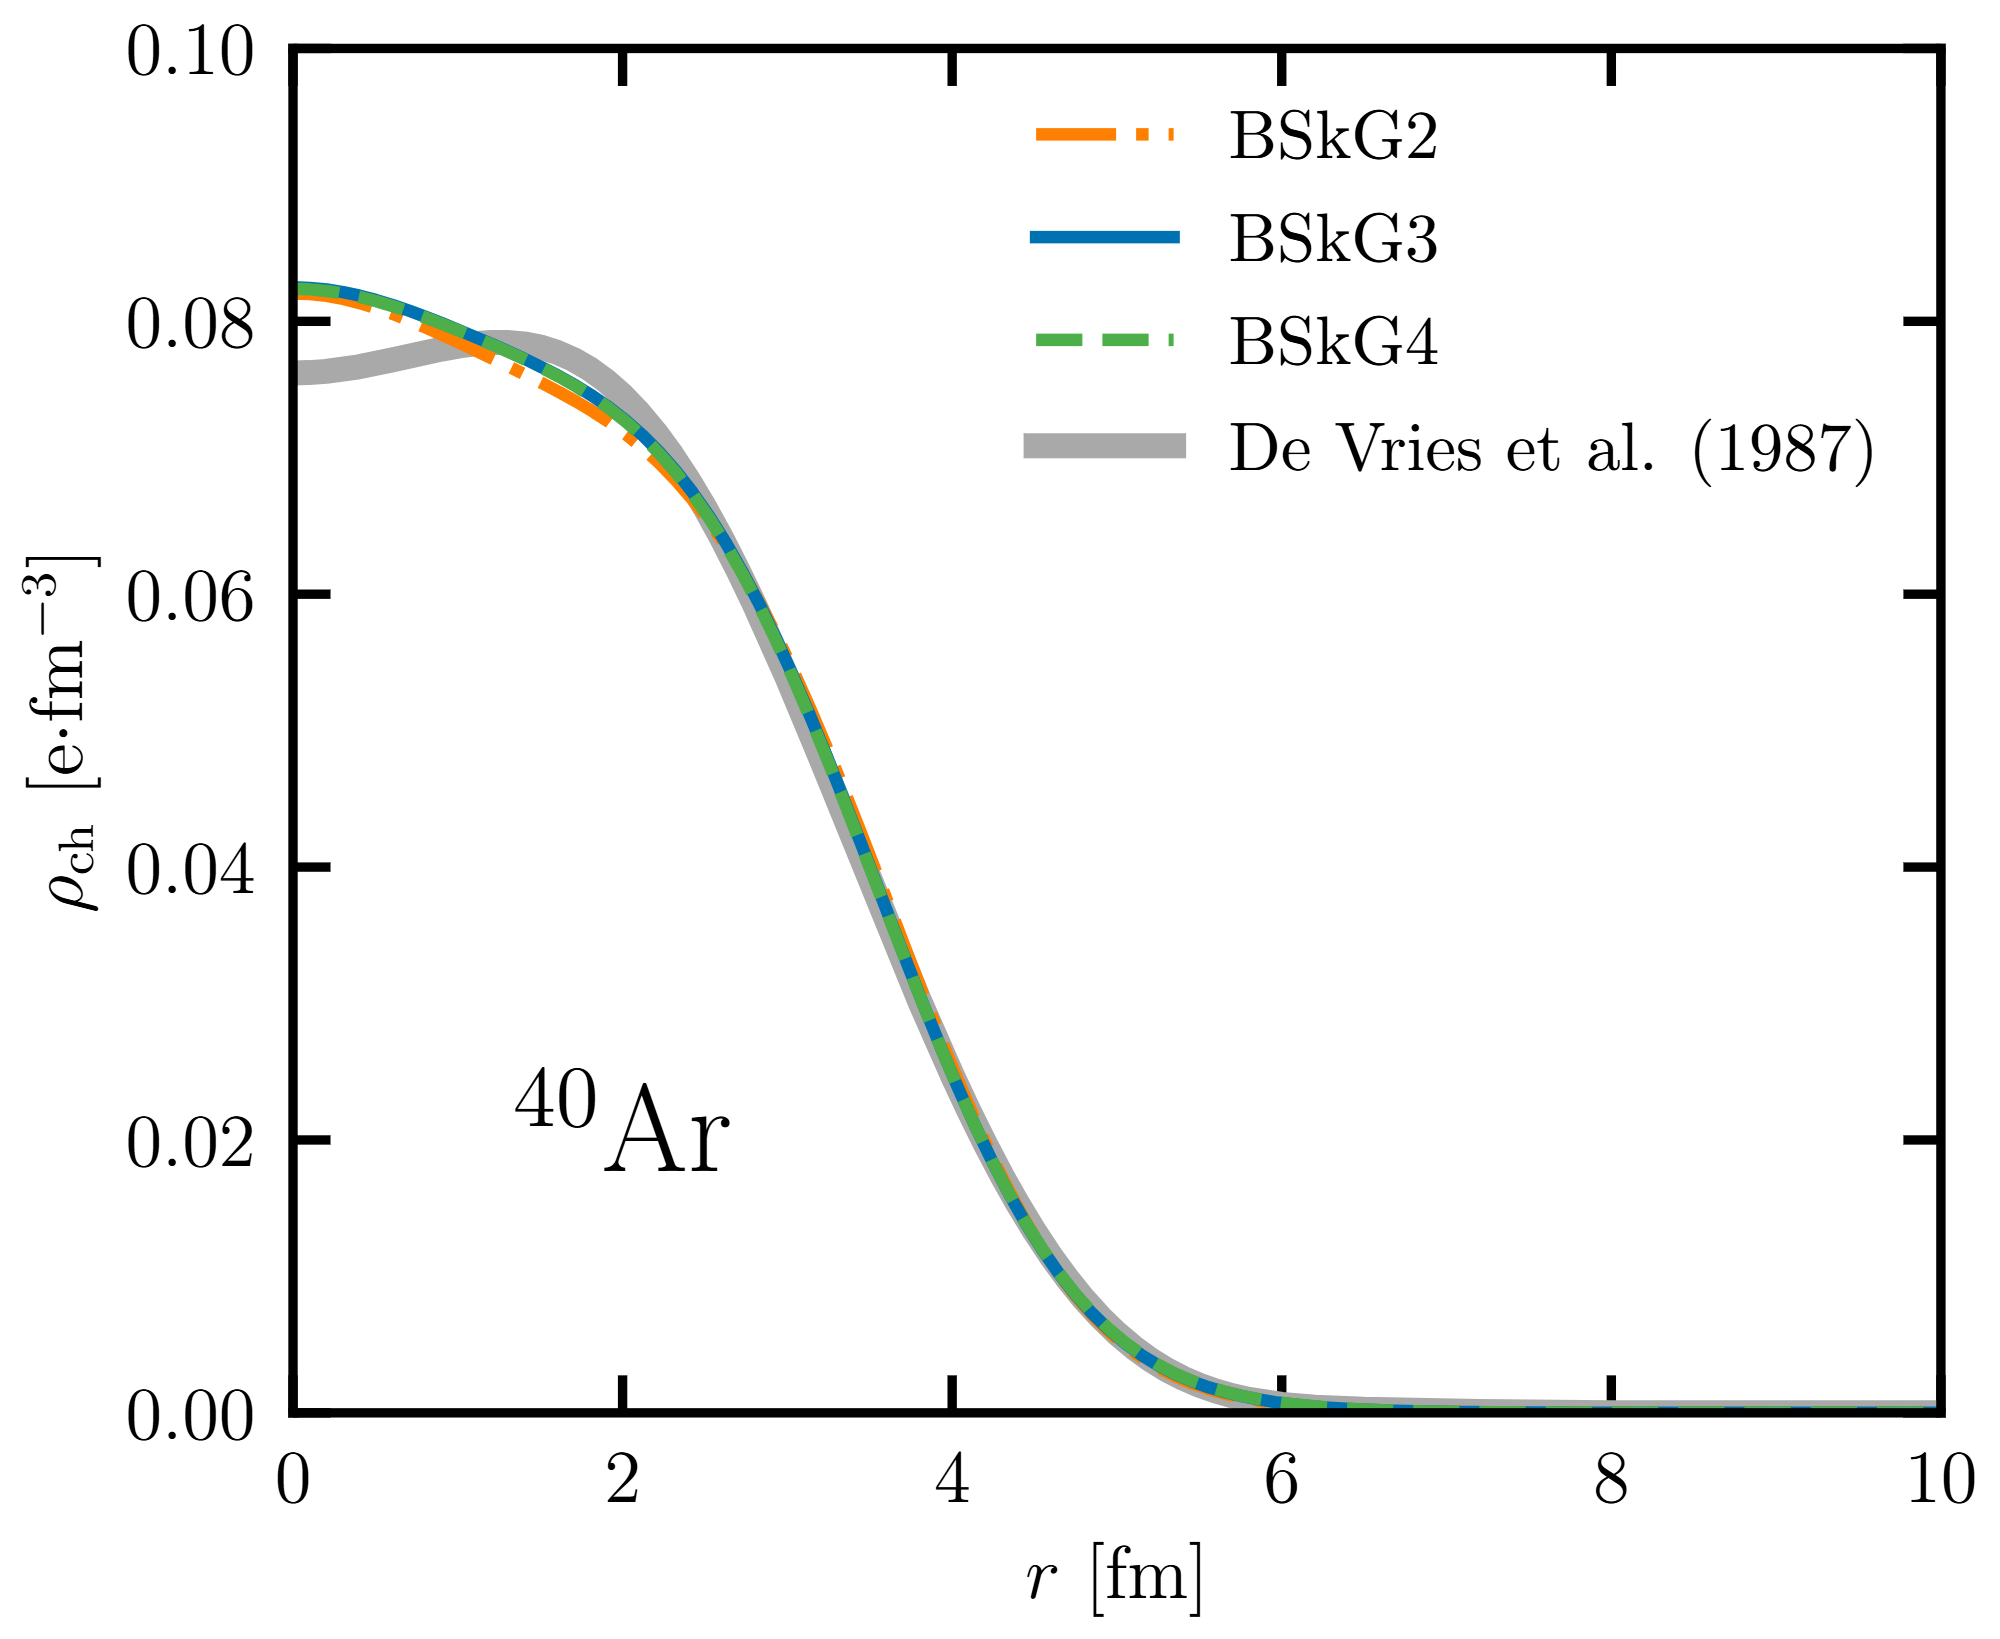 0.10
0.08
0.06
0.04
0.02
0.00
0 2 4 6 8 10
r [fm]
ρch [e·fm⁻³]
BSkG2
BSkG3
BSkG4
De Vries et al. (1987)
⁴⁰Ar